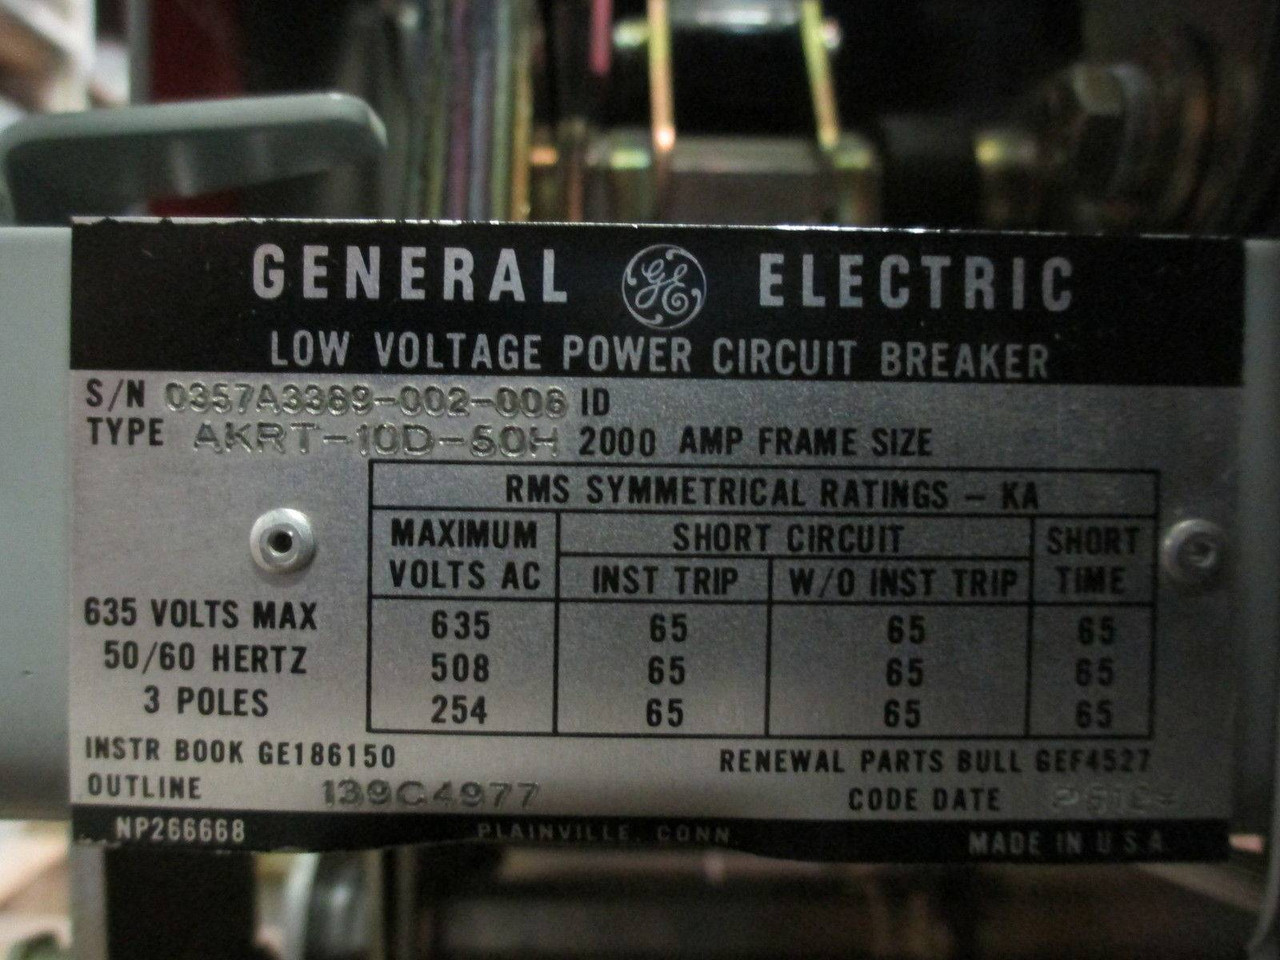 GENERAL GE ELECTRIC
LOW VOLTAGE POWER CIRCUIT BREAKER
S/N 0357A3369-002-006 ID
TYPE AKRT-10D-50H 2000 AMP FRAME SIZE
RMS SYMMETRICAL RATINGS - KA
MAXIMUM VOLTS AC SHORT CIRCUIT SHORT TIME
INST TRIP W/O INST TRIP
635 65 65 65
508 65 65 65
254 65 65 65
635 VOLTS MAX
50/60 HERTZ
3 POLES
INSTR BOOK GE186150 RENEWAL PARTS BULL GEF4527
OUTLINE 139C4977 CODE DATE
NP266668 PLAINVILLE, CONN. MADE IN U.S.A.